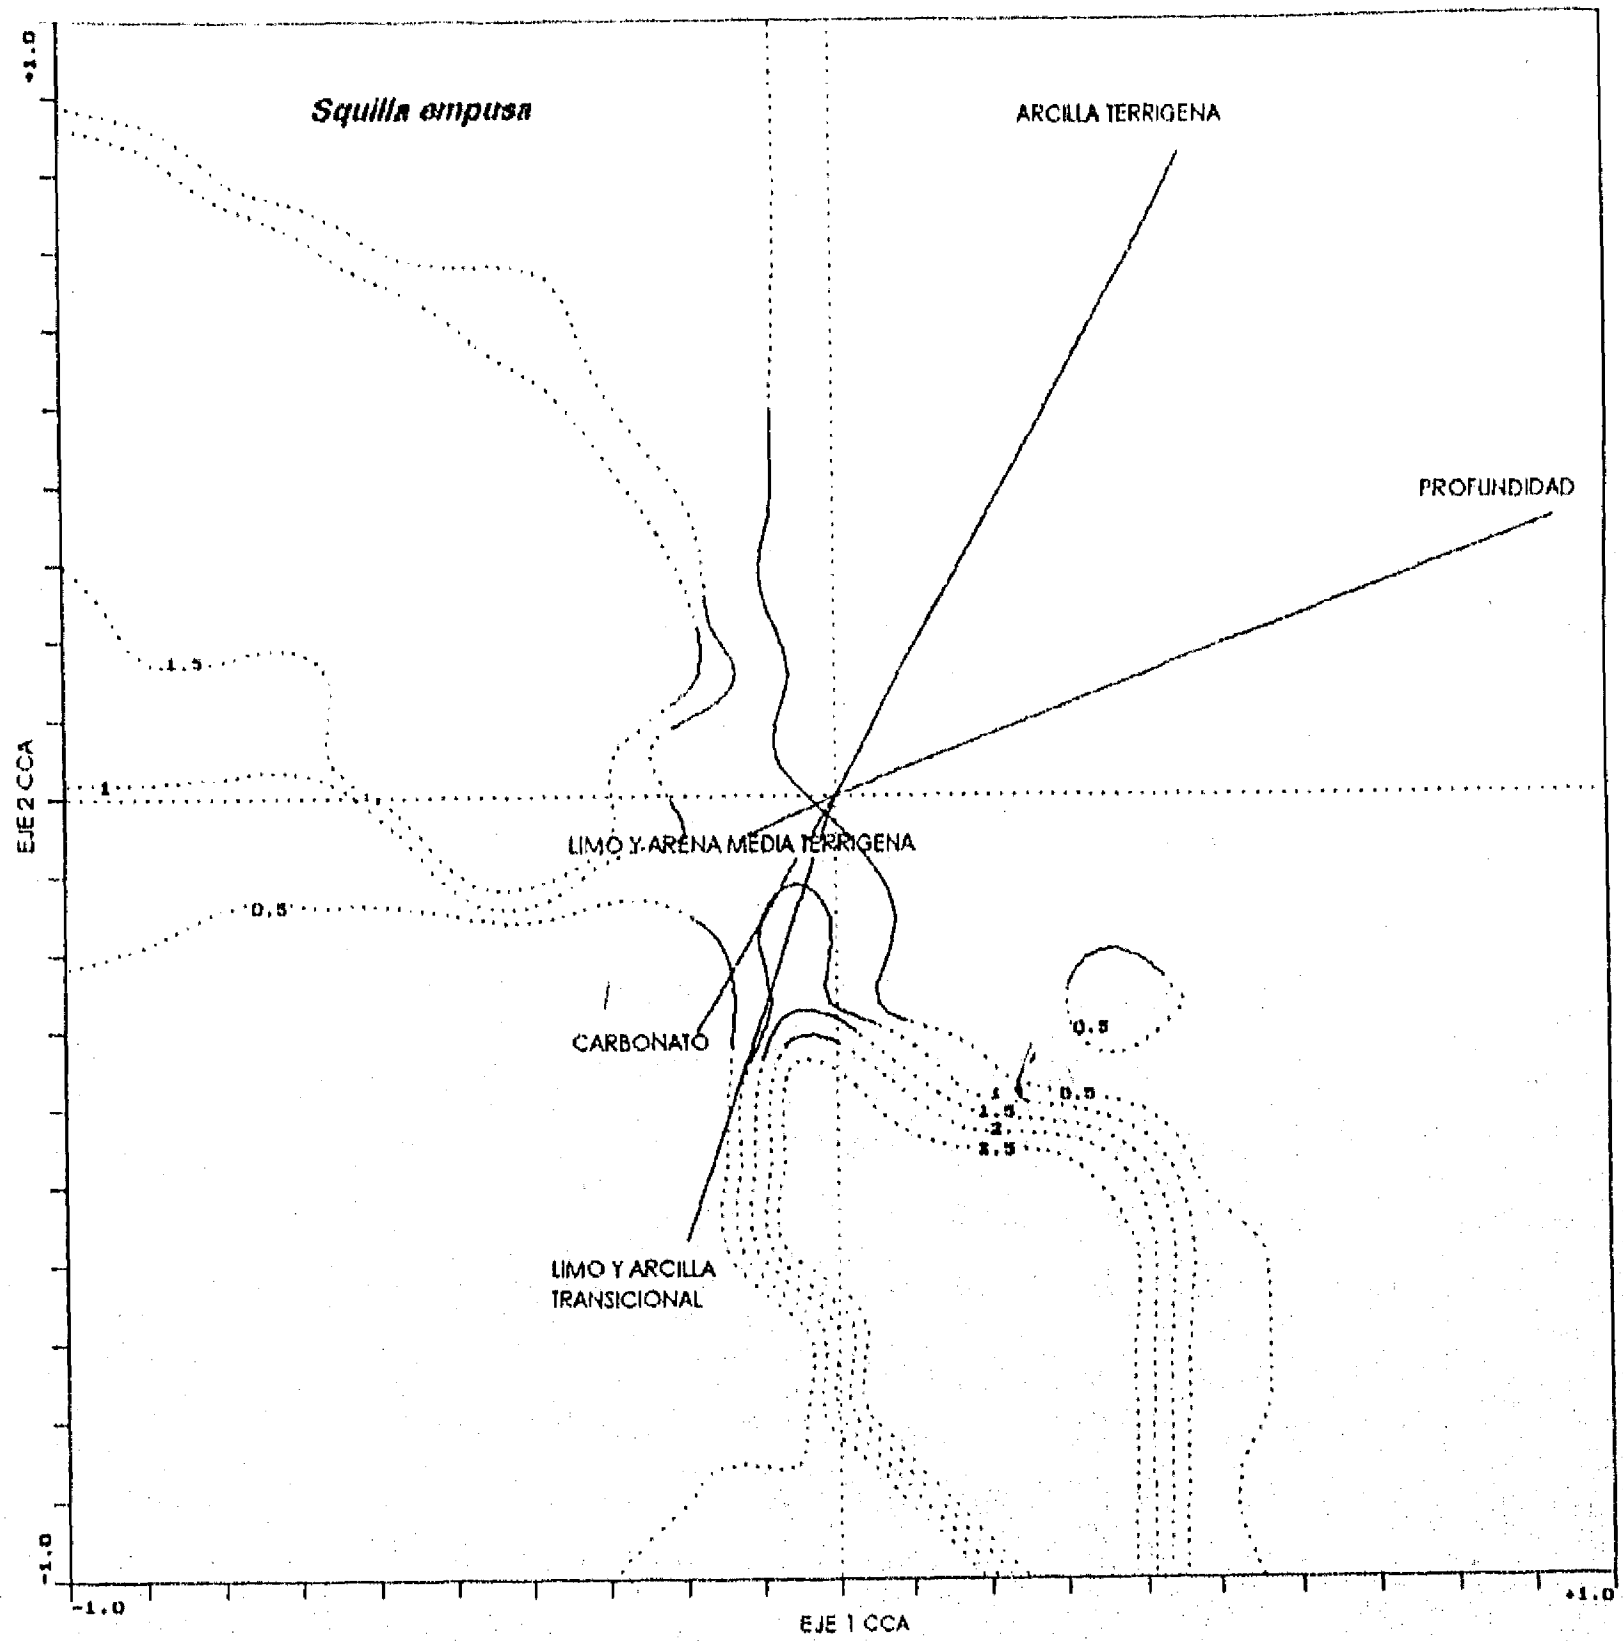 +1.0
Squilla empusa
ARCILLA TERRIGENA
PROFUNDIDAD
1.5
EJE 2 CCA
1
1
LIMO Y ARENA MEDIA TERRIGENA
0.5
0.5
CARBONATO
1
0.5
1.5
2
2.5
LIMO Y ARCILLA
TRANSICIONAL
-1.0
-1.0
+1.0
EJE 1 CCA